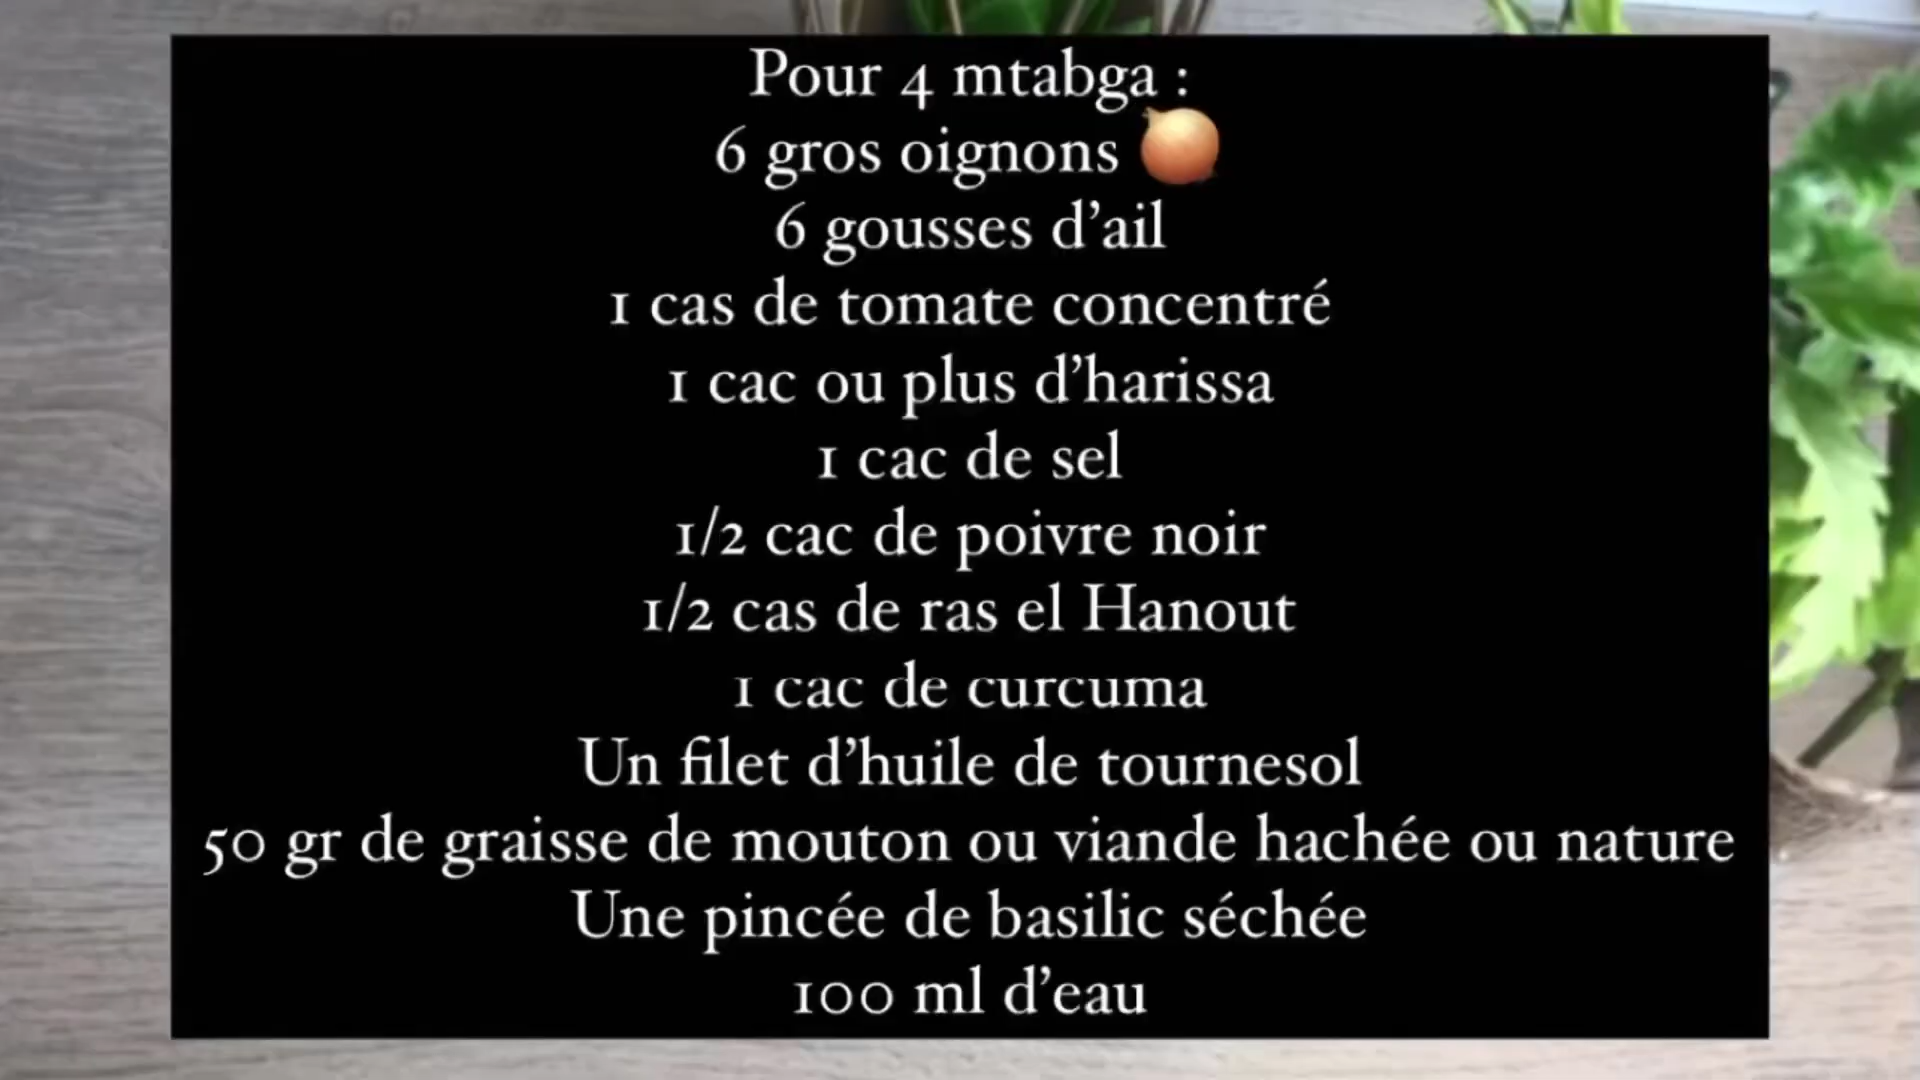 Pour 4 mtabga :
6 gros oignons 🧅
6 gousses d’ail
1 cas de tomate concentré
1 cac ou plus d’harissa
1 cac de sel
1/2 cac de poivre noir
1/2 cas de ras el Hanout
1 cac de curcuma
Un filet d’huile de tournesol
50 gr de graisse de mouton ou viande hachée ou nature
Une pincée de basilic séchée
100 ml d’eau